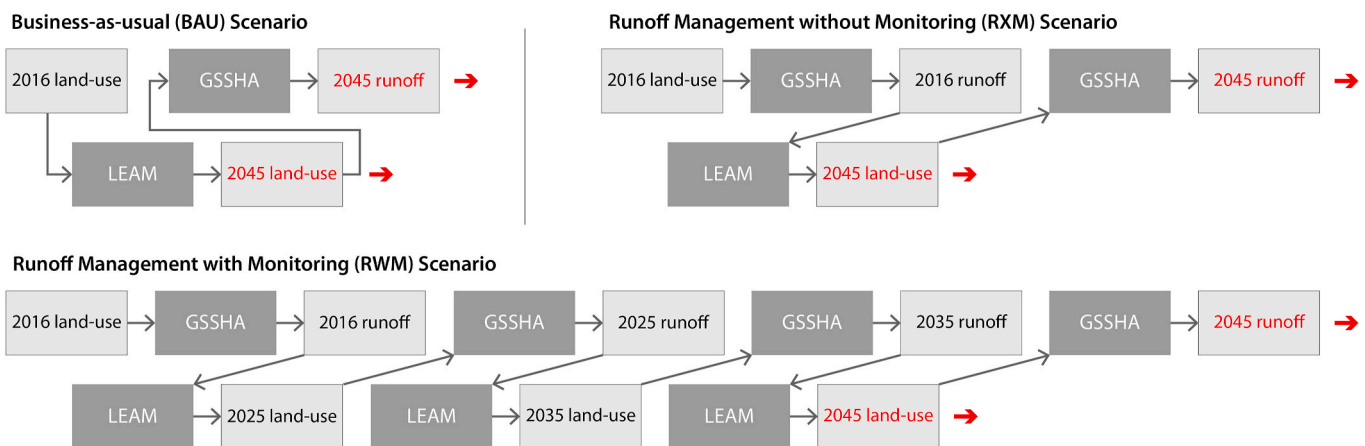 Business-as-usual (BAU) Scenario
2016 land-use
GSSHA
2045 runoff
LEAM
2045 land-use
Runoff Management without Monitoring (RXM) Scenario
2016 land-use
GSSHA
2016 runoff
GSSHA
2045 runoff
LEAM
2045 land-use
Runoff Management with Monitoring (RWM) Scenario
2016 land-use
GSSHA
2016 runoff
GSSHA
2025 runoff
GSSHA
2035 runoff
GSSHA
2045 runoff
LEAM
2025 land-use
LEAM
2035 land-use
LEAM
2045 land-use